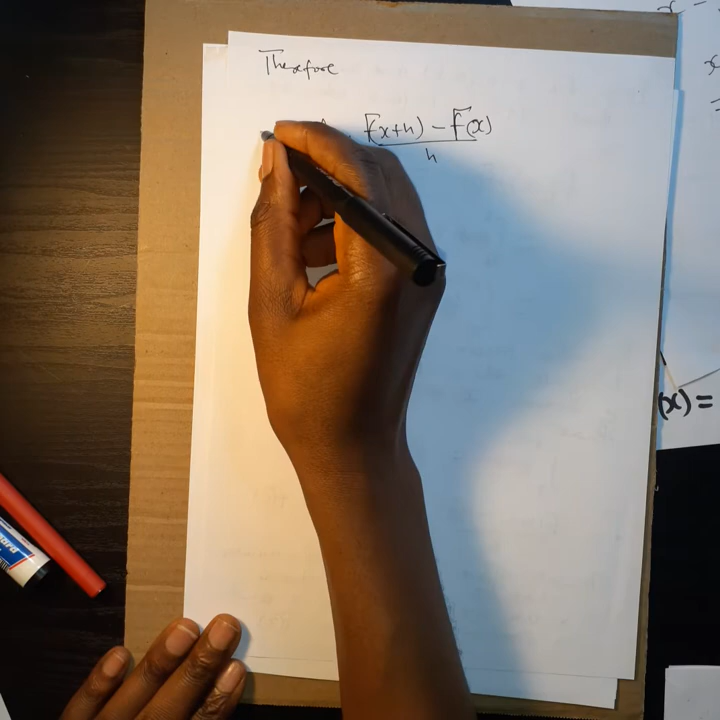 Therefore
F(x+h) - F(x)
h
(x) =